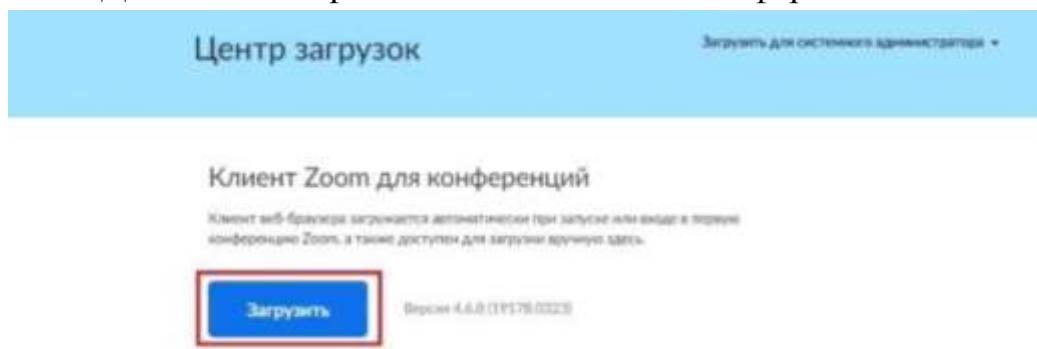 Центр загрузок
Загрузить для системного администратора
Клиент Zoom для конференций
Клиент веб-браузера загружается автоматически при запуске или входе в первую
конференцию Zoom, а также доступен для загрузки вручную здесь.
Загрузить
Версия 4.6.8 (19178.0323)